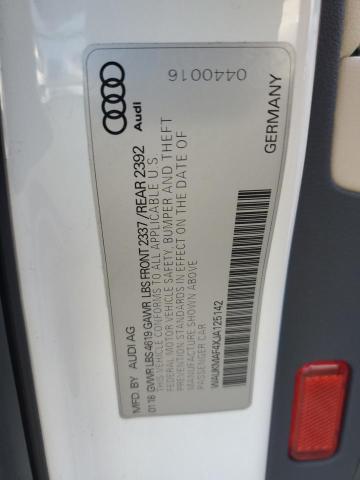 Audi
0440016
MFD. BY AUDI AG
GERMANY
01.18 GVWR LBS 4619 GAWR LBS FRONT 2337/REAR 2392
THIS VEHICLE CONFORMS TO ALL APPLICABLE U.S.
FEDERAL MOTOR VEHICLE SAFETY, BUMPER AND THEFT
PREVENTION STANDARDS IN EFFECT ON THE DATE OF
MANUFACTURE SHOWN ABOVE.
PASSENGER CAR
WAUKMAF4XJA125142